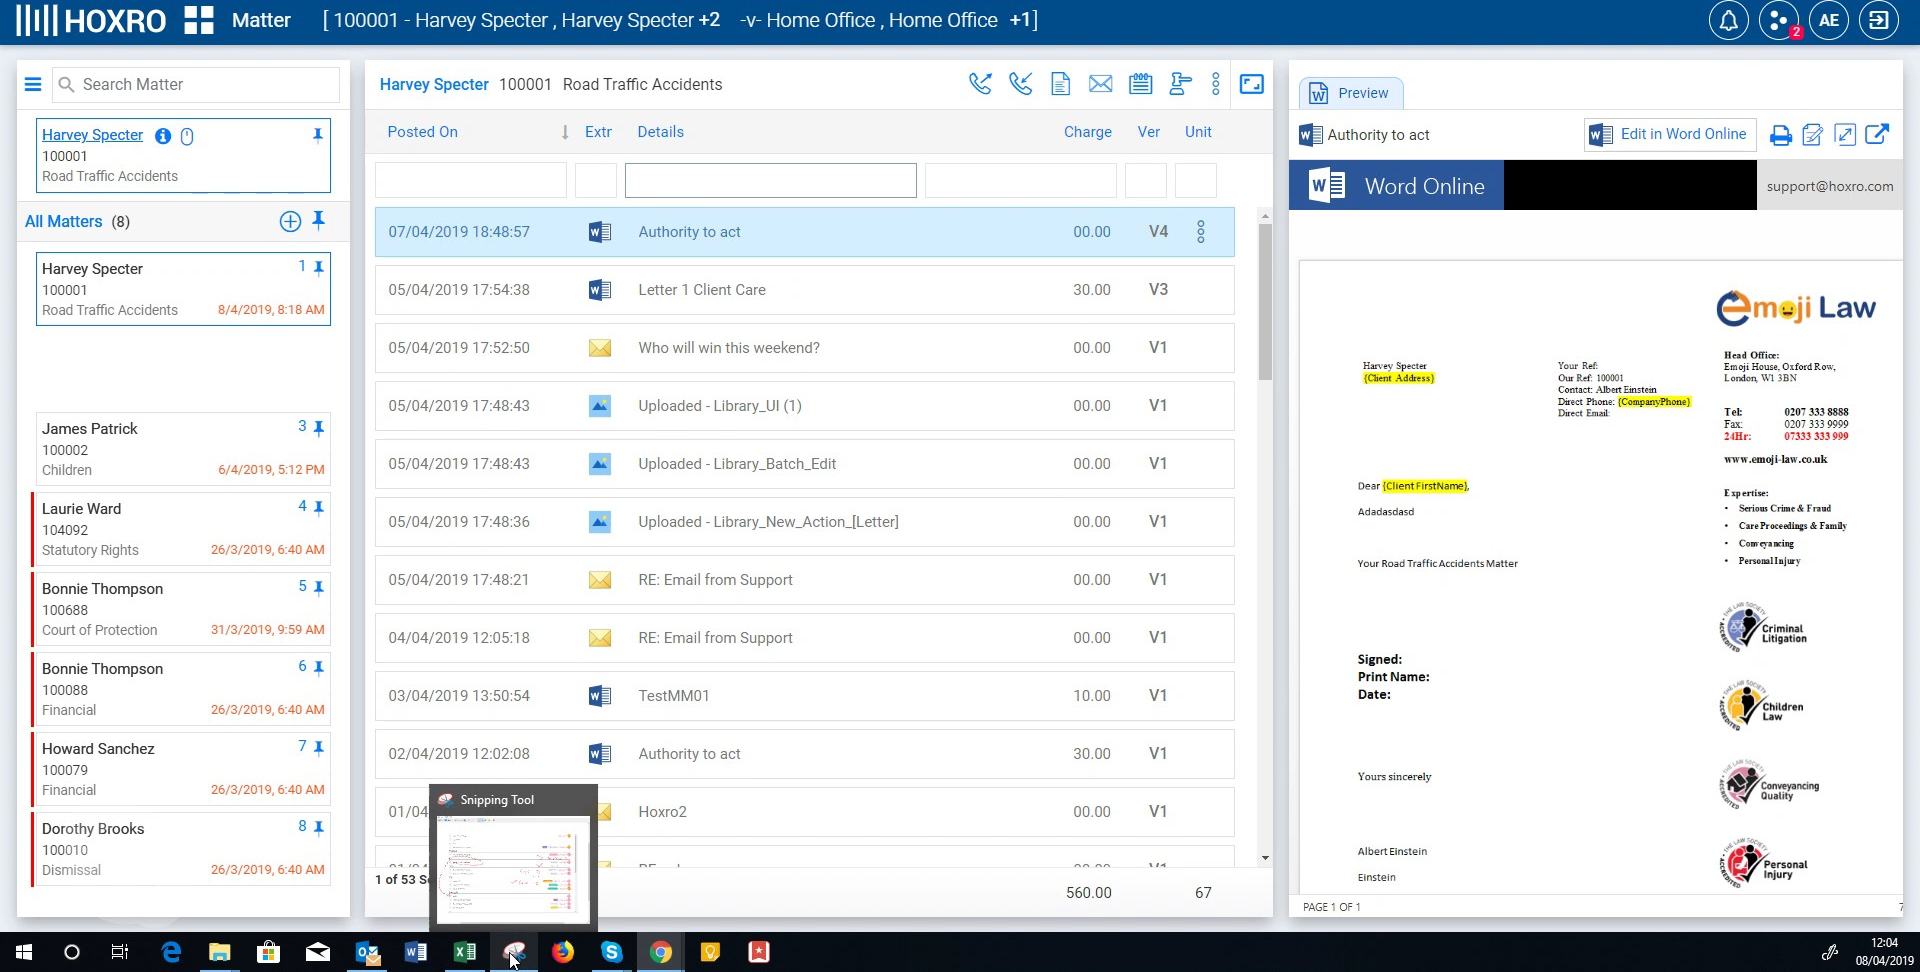 HOXRO Matter [ 100001 - Harvey Specter , Harvey Specter +2 -v- Home Office , Home Office +1]
2 AE
Search Matter
Harvey Specter
100001
Road Traffic Accidents
All Matters (8)
Harvey Specter 1
100001
Road Traffic Accidents 8/4/2019, 8:18 AM
James Patrick 3
100002
Children 6/4/2019, 5:12 PM
Laurie Ward 4
104092
Statutory Rights 26/3/2019, 6:40 AM
Bonnie Thompson 5
100688
Court of Protection 31/3/2019, 9:59 AM
Bonnie Thompson 6
100088
Financial 26/3/2019, 6:40 AM
Howard Sanchez 7
100079
Financial 26/3/2019, 6:40 AM
Dorothy Brooks 8
100010
Dismissal 26/3/2019, 6:40 AM
Harvey Specter 100001 Road Traffic Accidents
Posted On Extr Details Charge Ver Unit
07/04/2019 18:48:57 Authority to act 00.00 V4
05/04/2019 17:54:38 Letter 1 Client Care 30.00 V3
05/04/2019 17:52:50 Who will win this weekend? 00.00 V1
05/04/2019 17:48:43 Uploaded - Library_UI (1) 00.00 V1
05/04/2019 17:48:43 Uploaded - Library_Batch_Edit 00.00 V1
05/04/2019 17:48:36 Uploaded - Library_New_Action_[Letter] 00.00 V1
05/04/2019 17:48:21 RE: Email from Support 00.00 V1
04/04/2019 12:05:18 RE: Email from Support 00.00 V1
03/04/2019 13:50:54 TestMM01 10.00 V1
02/04/2019 12:02:08 Authority to act 30.00 V1
01/04 Hoxro2 00.00 V1
1 of 53 Se 560.00 67
Snipping Tool
Preview
Authority to act Edit in Word Online
Word Online support@hoxro.com
emoji Law
Harvey Specter
{Client Address}
Your Ref:
Our Ref: 100001
Contact: Albert Einstein
Direct Phone: {CompanyPhone}
Direct Email:
Head Office:
Emoji House, Oxford Row,
London, W1 3BN
Tel: 0207 333 8888
Fax: 0207 333 9999
24Hr: 07333 333 999
www.emoji-law.co.uk
Expertise:
• Serious Crime & Fraud
• Care Proceedings & Family
• Conveyancing
• Personal Injury
Dear {Client FirstName},
Adadasdasd
Your Road Traffic Accidents Matter
Signed:
Print Name:
Date:
Yours sincerely
Albert Einstein
Einstein
THE LAW SOCIETY ACCREDITED
Criminal
Litigation
THE LAW SOCIETY ACCREDITED
Children
Law
THE LAW SOCIETY ACCREDITED
Conveyancing
Quality
THE LAW SOCIETY ACCREDITED
Personal
Injury
PAGE 1 OF 1
12:04
08/04/2019